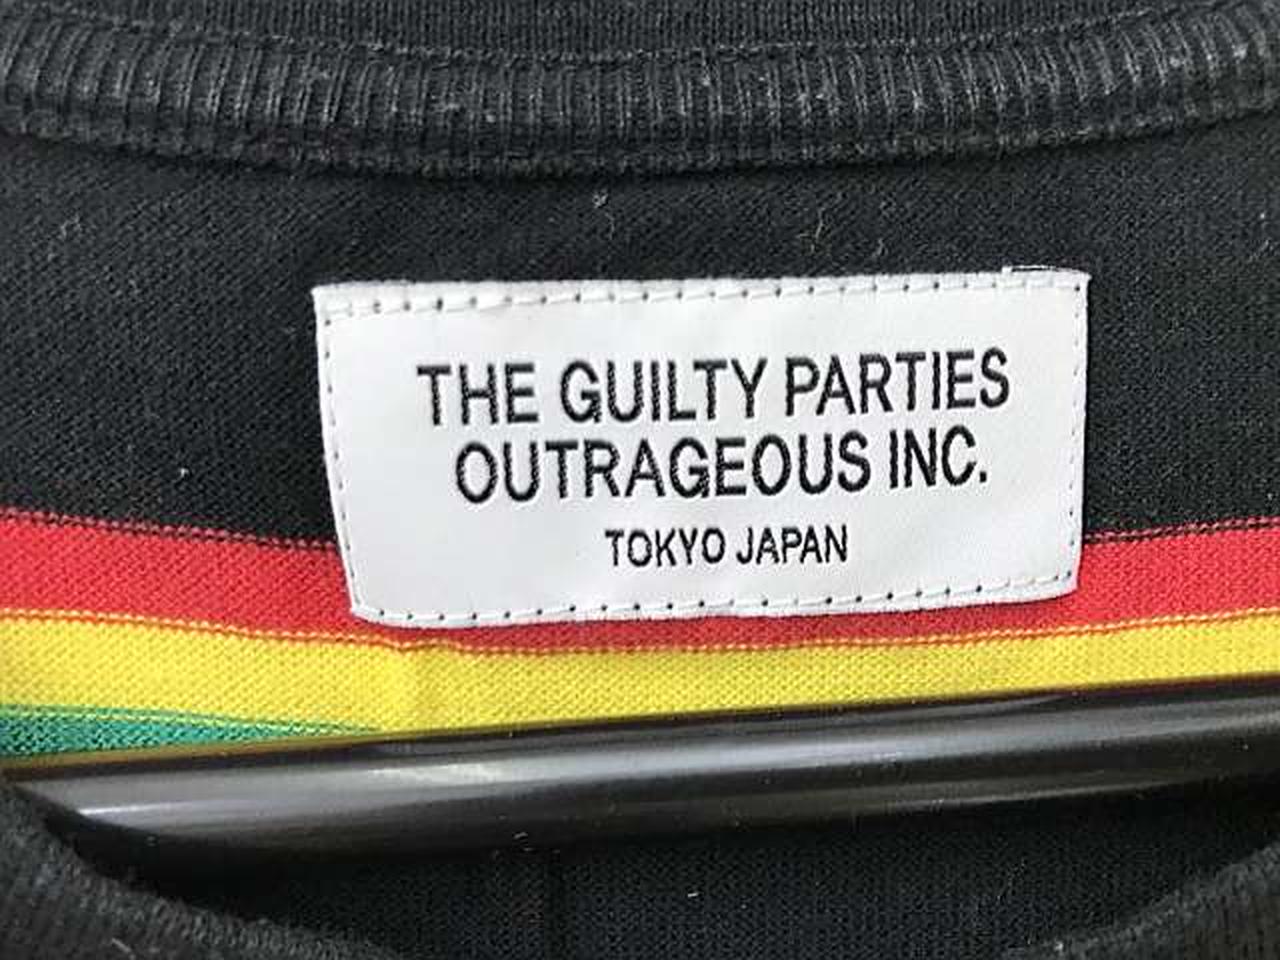 THE GUILTY PARTIES
OUTRAGEOUS INC.
TOKYO JAPAN